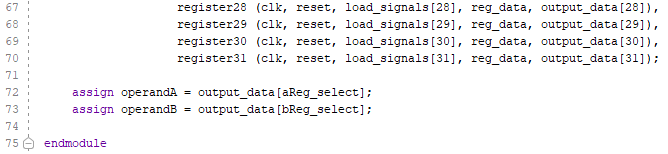 67 register28 (clk, reset, load_signals[28], reg_data, output_data[28]),
68 register29 (clk, reset, load_signals[29], reg_data, output_data[29]),
69 register30 (clk, reset, load_signals[30], reg_data, output_data[30]),
70 register31 (clk, reset, load_signals[31], reg_data, output_data[31]);
71
72 assign operandA = output_data[aReg_select];
73 assign operandB = output_data[bReg_select];
74
75 endmodule